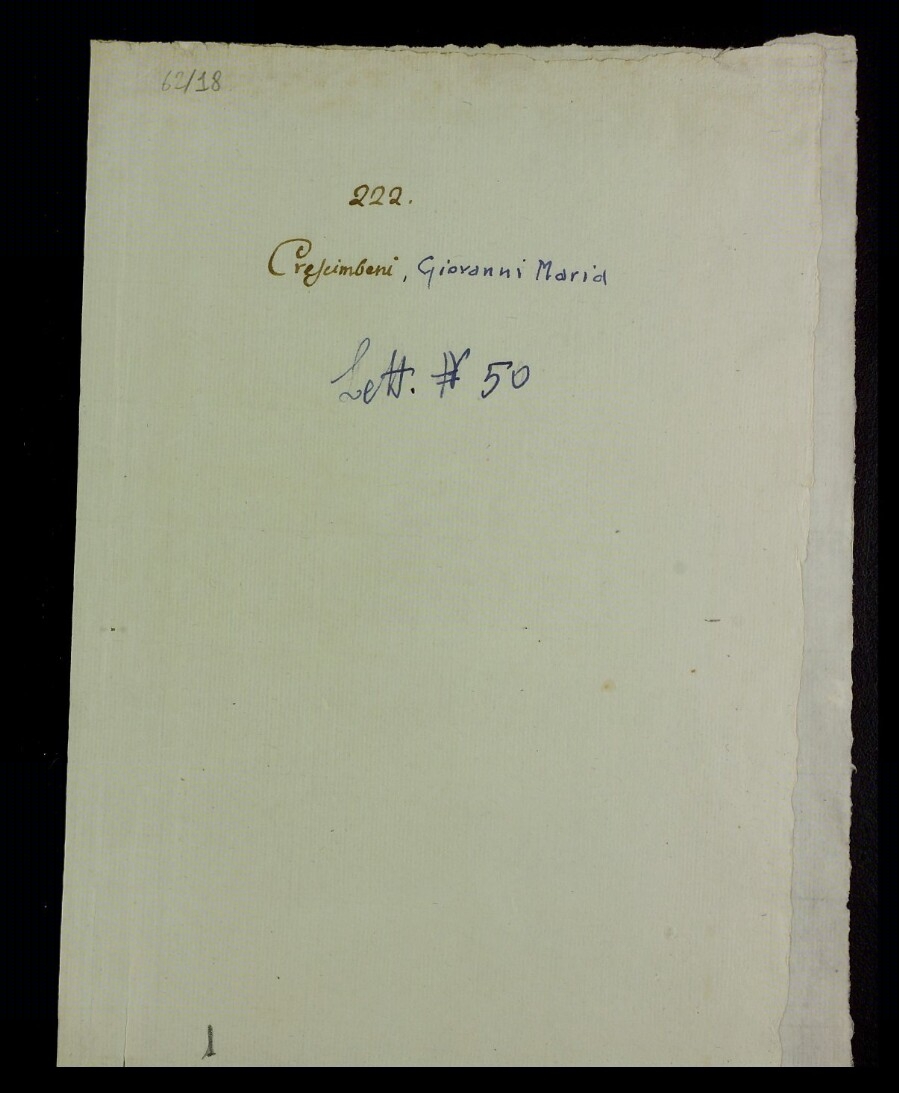 62/18
222.
Crescimbeni, Giovanni Maria
Lett. # 50
1